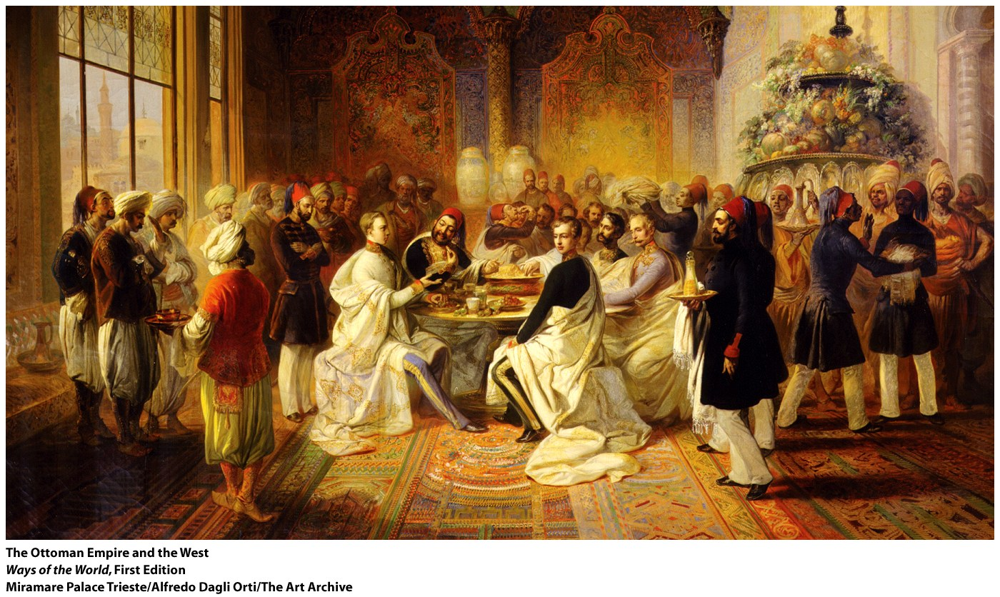 The Ottoman Empire and the West
Ways of the World, First Edition
Miramare Palace Trieste/Alfredo Dagli Orti/The Art Archive